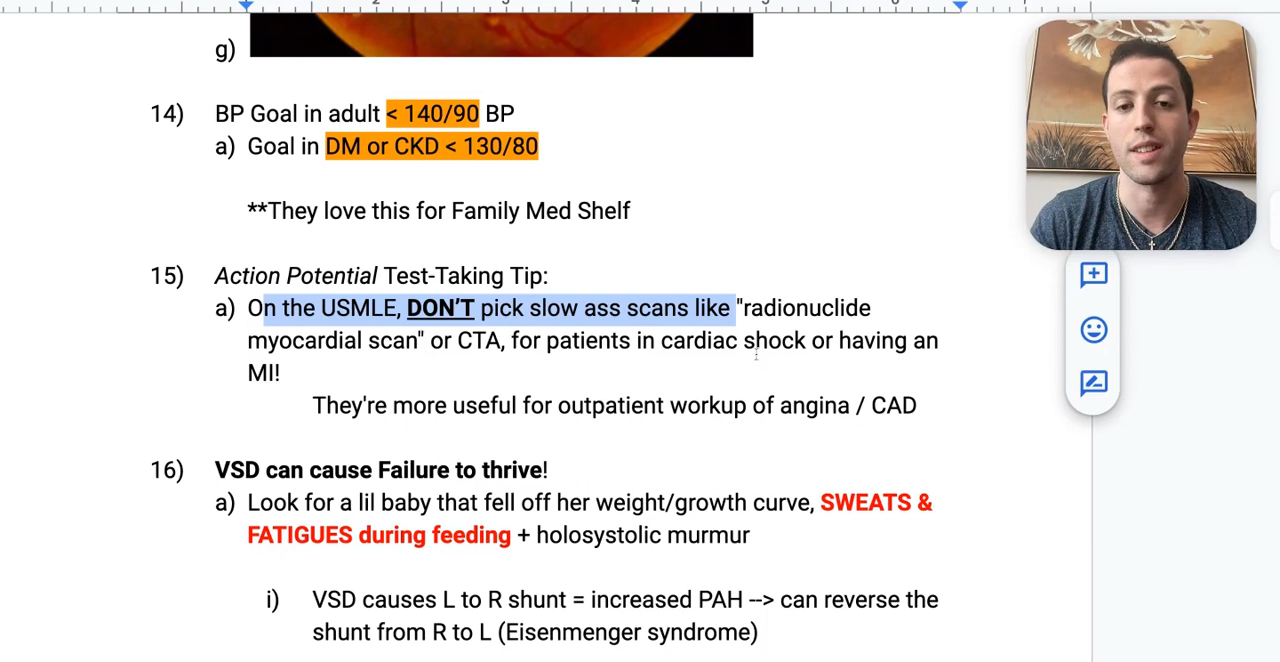 g)
14) BP Goal in adult < 140/90 BP
a) Goal in DM or CKD < 130/80
**They love this for Family Med Shelf
15) Action Potential Test-Taking Tip:
a) On the USMLE, DON'T pick slow ass scans like "radionuclide
myocardial scan" or CTA, for patients in cardiac shock or having an
MI!
They're more useful for outpatient workup of angina / CAD
16) VSD can cause Failure to thrive!
a) Look for a lil baby that fell off her weight/growth curve, SWEATS &
FATIGUES during feeding + holosystolic murmur
i) VSD causes L to R shunt = increased PAH --> can reverse the
shunt from R to L (Eisenmenger syndrome)